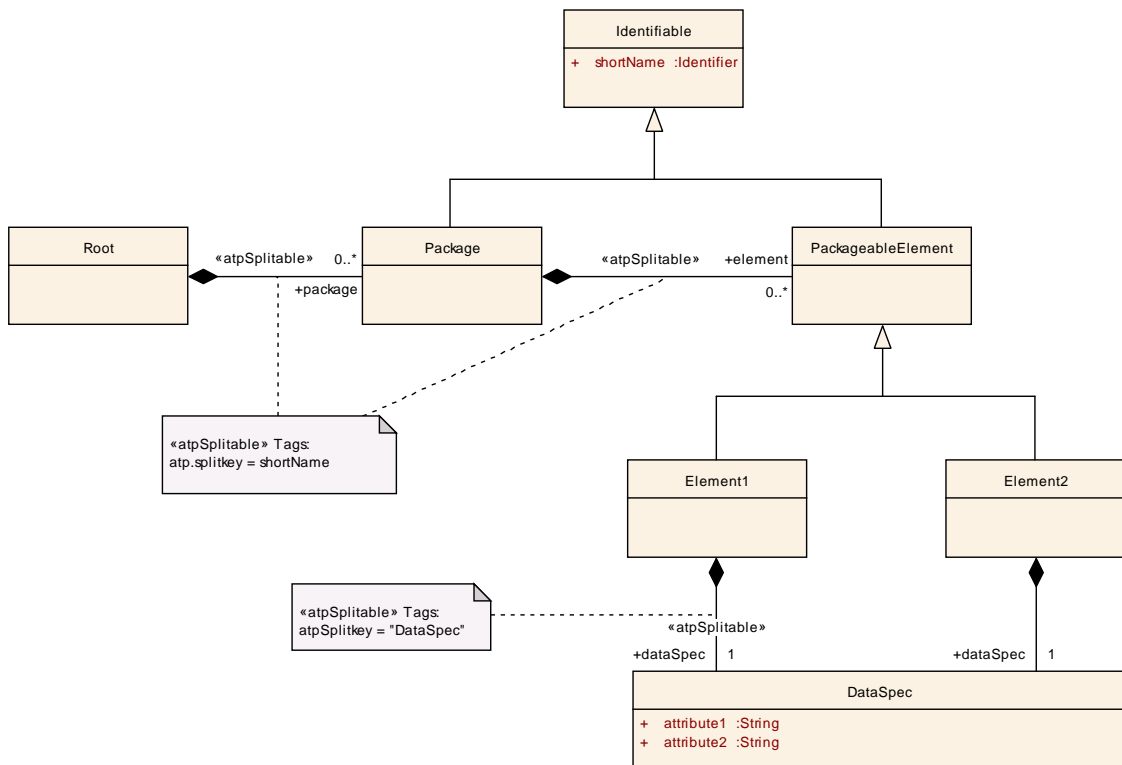 Identifiable
+ shortName :Identifier
Root
«atpSplitable»
0..*
+package
Package
«atpSplitable»
+element
0..*
PackageableElement
«atpSplitable» Tags:
atp.splitkey = shortName
Element1
Element2
«atpSplitable» Tags:
atpSplitkey = "DataSpec"
«atpSplitable»
+dataSpec
1
+dataSpec
1
DataSpec
+ attribute1 :String
+ attribute2 :String